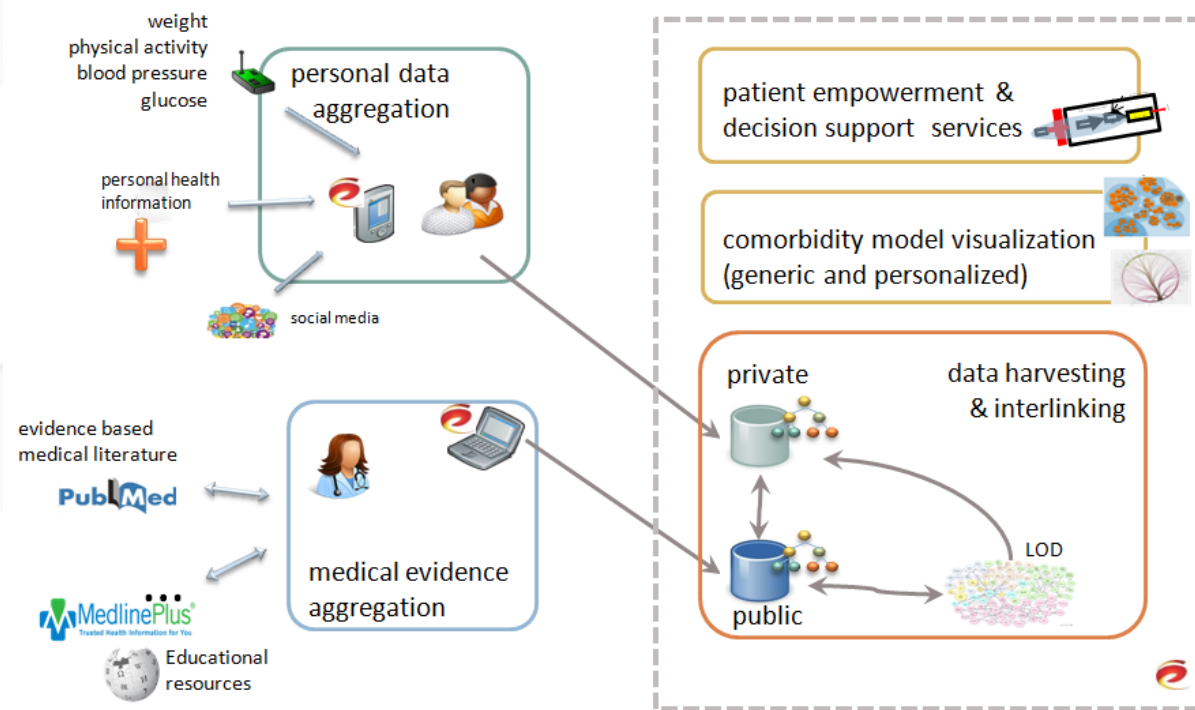 weight
physical activity
blood pressure
glucose
personal data
aggregation
personal health
information
social media
evidence based
medical literature
PubMed
medical evidence
aggregation
MedlinePlus®
Trusted Health Information for You
Educational
resources
patient empowerment &
decision support services
comorbidity model visualization
(generic and personalized)
private
data harvesting
& interlinking
LOD
public